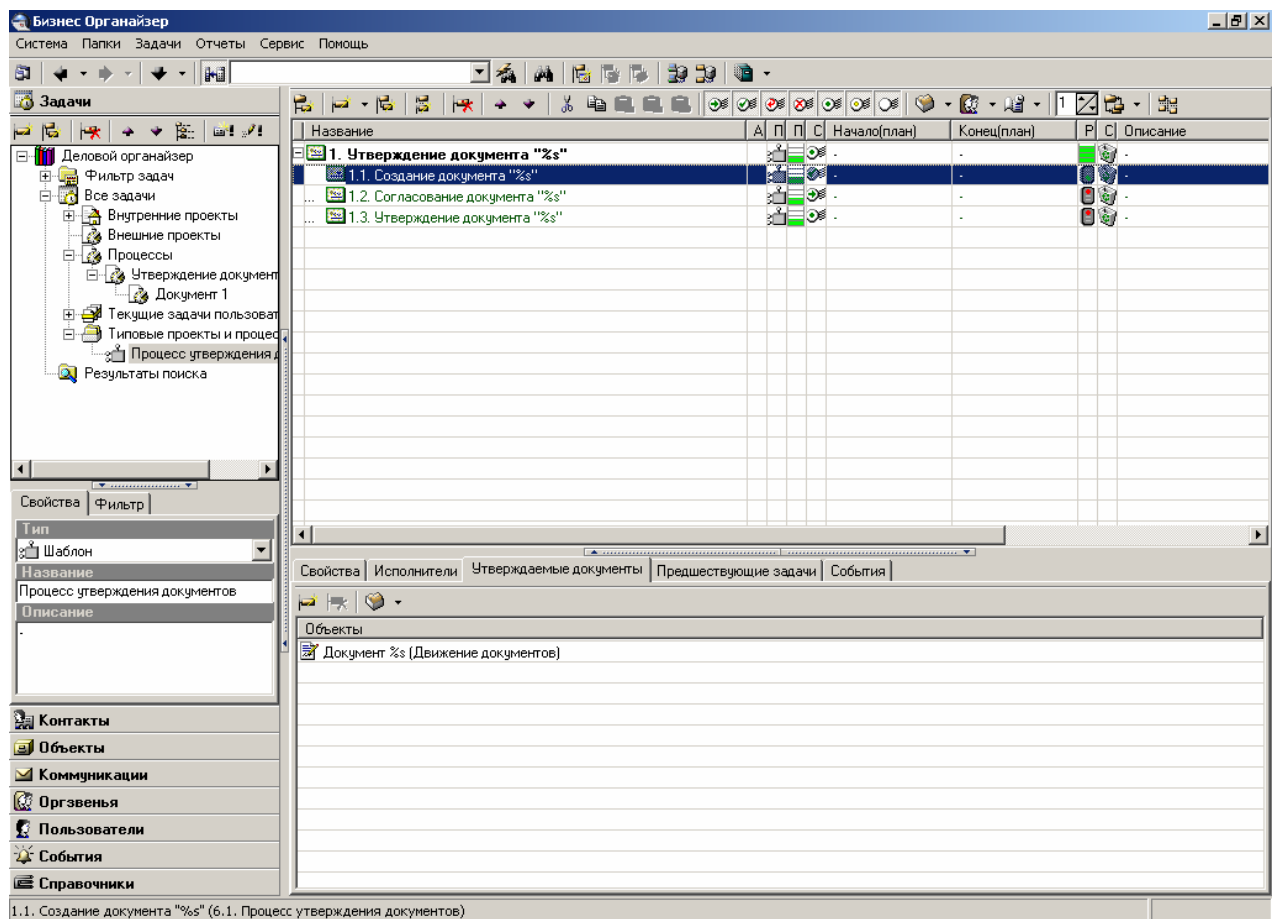 Бизнес Органайзер
Система Папки Задачи Отчеты Сервис Помощь
Задачи
Деловой органайзер
Фильтр задач
Все задачи
Внутренние проекты
Внешние проекты
Процессы
Утверждение документ
Документ 1
Текущие задачи пользоват
Типовые проекты и процес
Процесс утверждения д
Результаты поиска
Свойства Фильтр
Тип
Шаблон
Название
Процесс утверждения документов
Описание
.
Контакты
Объекты
Коммуникации
Оргзвенья
Пользователи
События
Справочники
1
Название А П П С Начало(план) Конец(план) Р С Описание
1. Утверждение документа "%s" - - -
1.1. Создание документа "%s" - - -
... 1.2. Согласование документа "%s" - - -
... 1.3. Утверждение документа "%s" - - -
Свойства Исполнители Утверждаемые документы Предшествующие задачи События
Объекты
Документ %s (Движение документов)
1.1. Создание документа "%s" (6.1. Процесс утверждения документов)